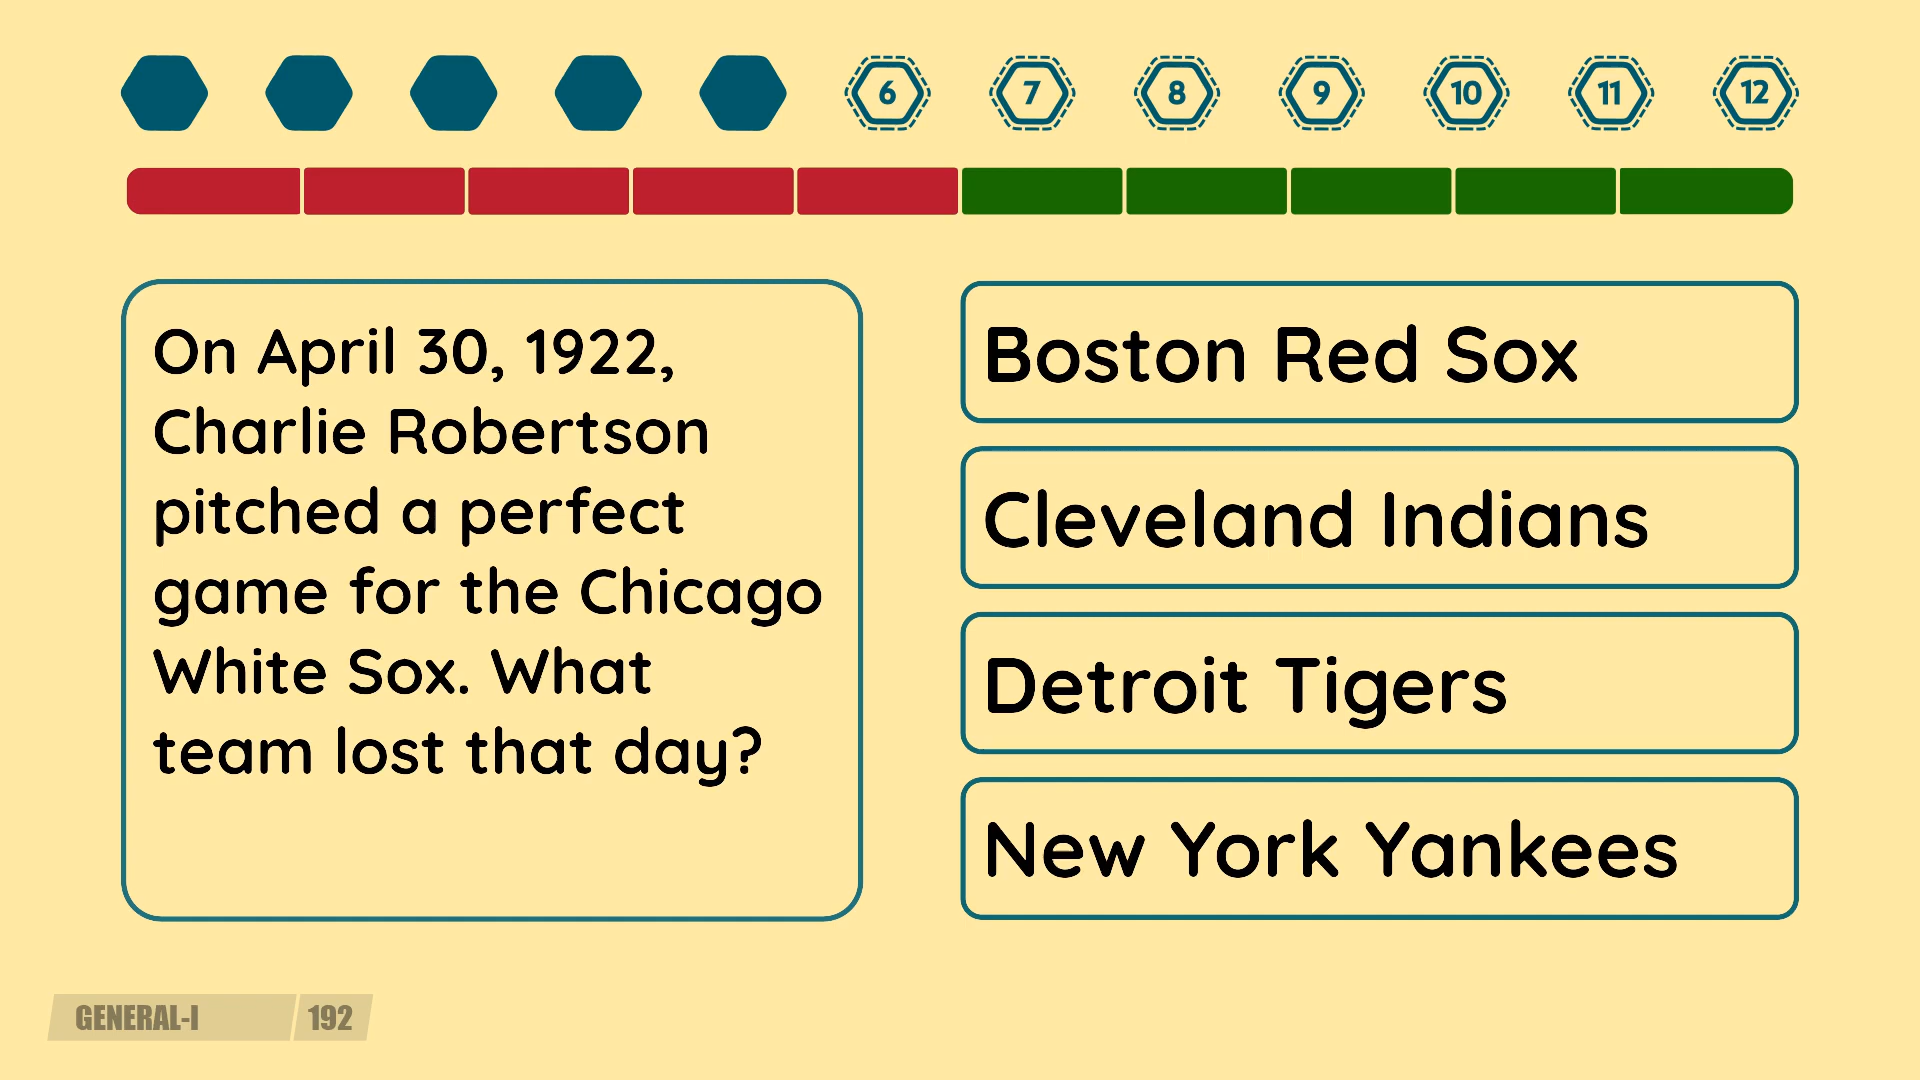 6 7 8 9 10 11 12
On April 30, 1922,
Charlie Robertson
pitched a perfect
game for the Chicago
White Sox. What
team lost that day?
Boston Red Sox
Cleveland Indians
Detroit Tigers
New York Yankees
GENERAL-I 192